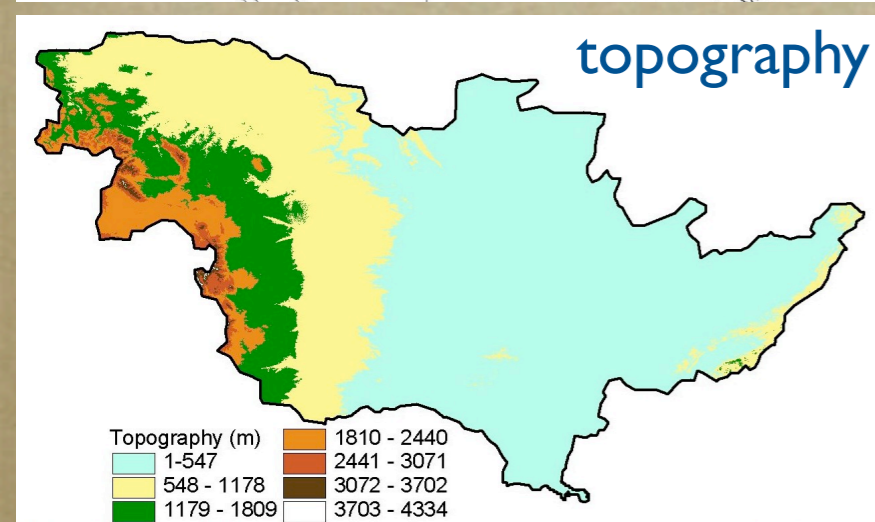 topography
Topography (m)
1-547
548 - 1178
1179 - 1809
1810 - 2440
2441 - 3071
3072 - 3702
3703 - 4334